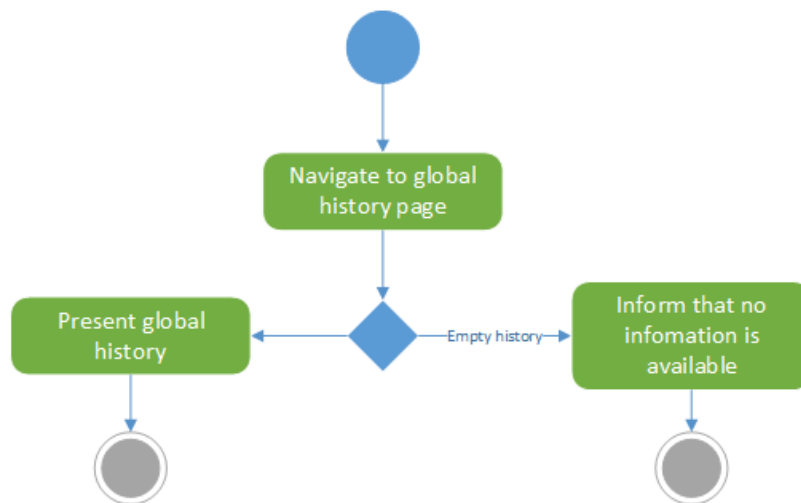 Navigate to global
history page
Present global
history
Empty history
Inform that no
infomation is
available